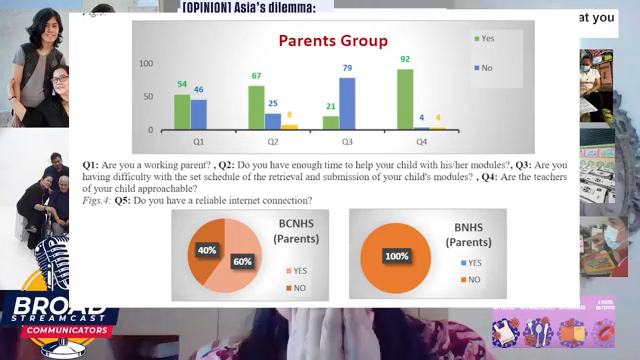 [OPINION] Asia's dilemma:
at you
Parents Group
100
50
0
54
46
67
25
8
21
79
92
4
4
Q1
Q2
Q3
Q4
Yes
No
Q1: Are you a working parent? , Q2: Do you have enough time to help your child with his/her modules?, Q3: Are you
having difficulty with the set schedule of the retrieval and submission of your child's modules? , Q4: Are the teachers
of your child approachable?
Figs.4: Q5: Do you have a reliable internet connection?
BCNHS
(Parents)
40%
60%
YES
NO
BNHS
(Parents)
100%
YES
NO
BROAD
STREAMCAST
COMMUNICATORS